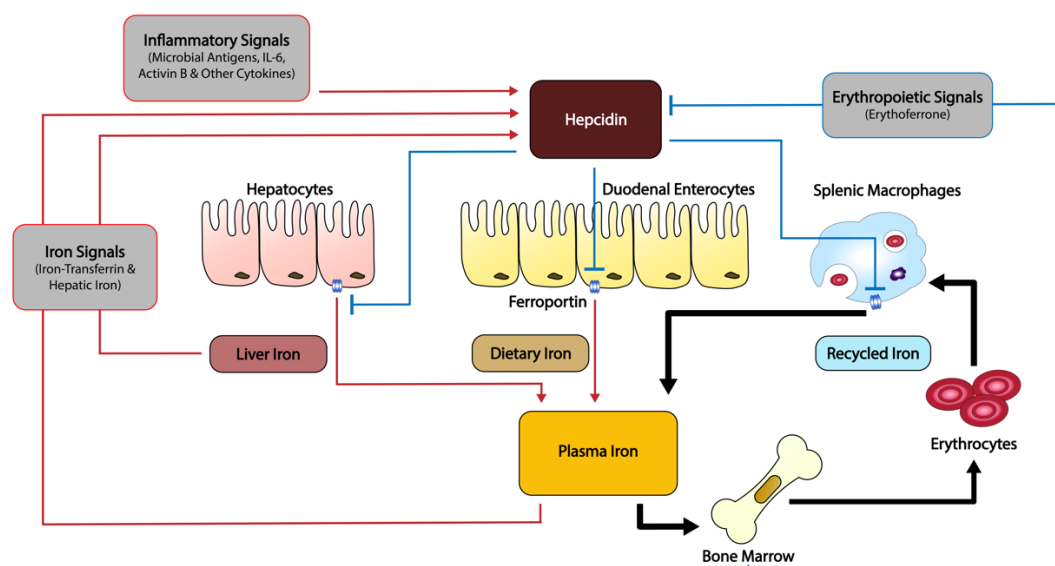 Inflammatory Signals
(Microbial Antigens, IL-6,
Activin B & Other Cytokines)
Hepcidin
Erythropoietic Signals
(Erythoferrone)
Hepatocytes
Duodenal Enterocytes
Splenic Macrophages
Iron Signals
(Iron-Transferrin &
Hepatic Iron)
Ferroportin
Liver Iron
Dietary Iron
Recycled Iron
Erythrocytes
Plasma Iron
Bone Marrow